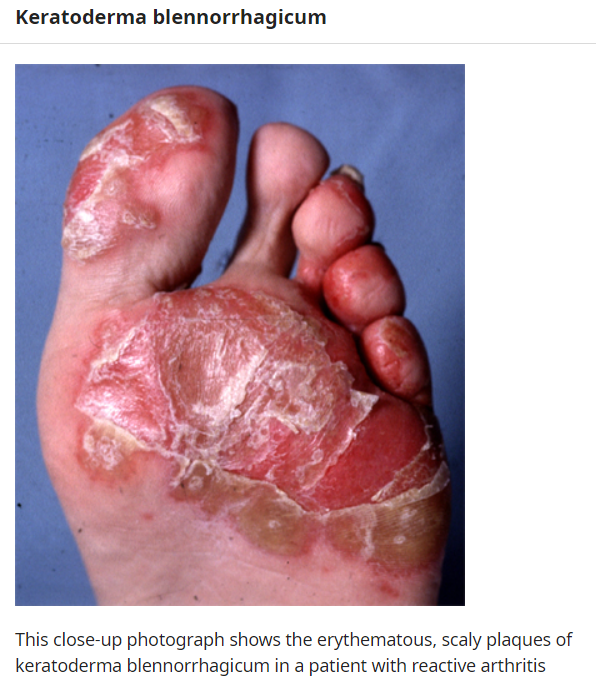 Keratoderma blennorrhagicum
This close-up photograph shows the erythematous, scaly plaques of
keratoderma blennorrhagicum in a patient with reactive arthritis